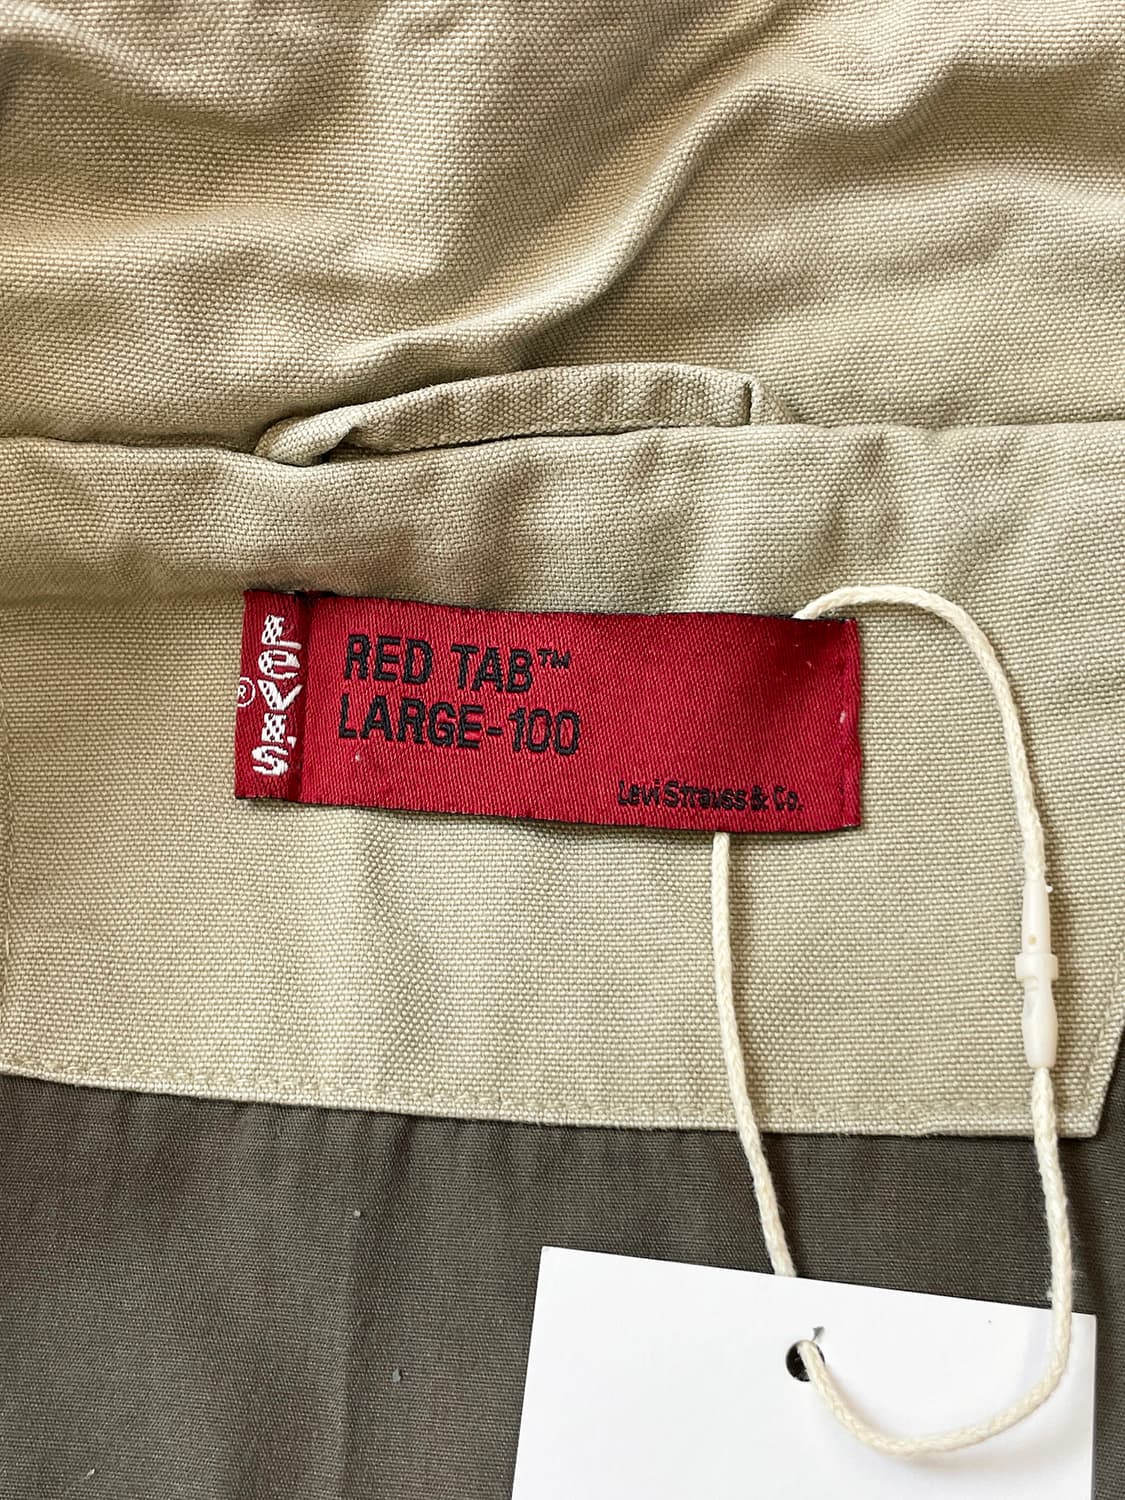 LEVI'S
®
RED TAB™
LARGE-100
Levi Strauss & Co.